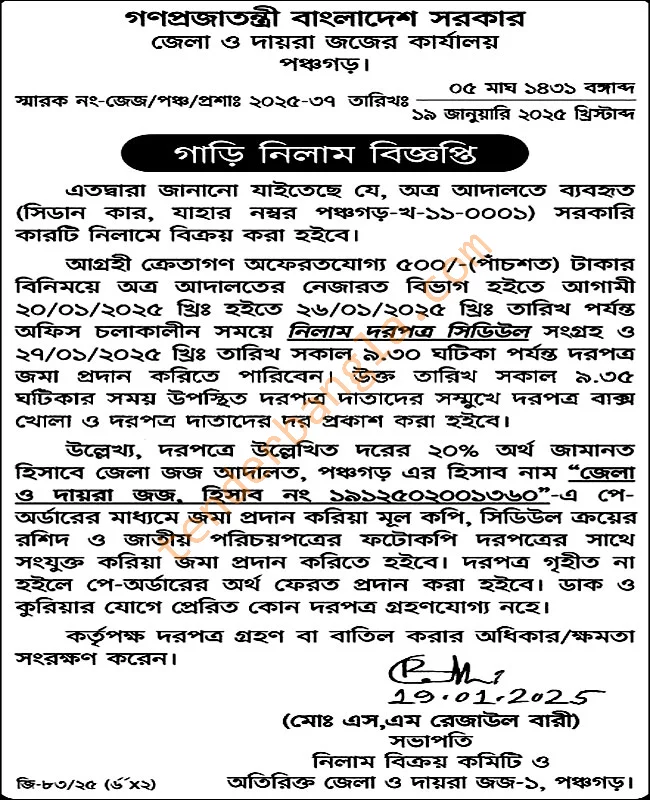 গণপ্রজাতন্ত্রী বাংলাদেশ সরকার
জেলা ও দায়রা জজের কার্যালয়
পঞ্চগড়।
স্মারক নং-জেজ/পঞ্চ/প্রশাঃ ২০২৫-৩৭ তারিখঃ ০৫ মাঘ ১৪৩১ বঙ্গাব্দ
১৯ জানুয়ারি ২০২৫ খ্রিস্টাব্দ
গাড়ি নিলাম বিজ্ঞপ্তি
এতদ্বারা জানানো যাইতেছে যে, অত্র আদালতে ব্যবহৃত
(সিডান কার, যাহার নম্বর পঞ্চগড়-খ-১১-০০০১) সরকারি
কারটি নিলামে বিক্রয় করা হইবে।
আগ্রহী ক্রেতাগণ অফেরতযোগ্য ৫০০/-(পাঁচশত) টাকার
বিনিময়ে অত্র আদালতের নেজারত বিভাগ হইতে আগামী
২০/০১/২০২৫ খ্রিঃ হইতে ২৬/০১/২০২৫ খ্রিঃ তারিখ পর্যন্ত
অফিস চলাকালীন সময়ে নিলাম দরপত্র সিডিউল সংগ্রহ ও
২৭/০১/২০২৫ খ্রিঃ তারিখ সকাল ৯.৩০ ঘটিকা পর্যন্ত দরপত্র
জমা প্রদান করিতে পারিবেন। উক্ত তারিখ সকাল ৯.৩৫
ঘটিকার সময় উপস্থিত দরপত্র দাতাদের সম্মুখে দরপত্র বাক্স
খোলা ও দরপত্র দাতাদের দর প্রকাশ করা হইবে।
উল্লেখ্য, দরপত্রে উল্লেখিত দরের ২০% অর্থ জামানত
হিসাবে জেলা জজ আদালত, পঞ্চগড় এর হিসাব নাম “জেলা
ও দায়রা জজ, হিসাব নং ১৯১২৫০২০০১৩৬০”-এ পে-
অর্ডারের মাধ্যমে জমা প্রদান করিয়া মূল কপি, সিডিউল ক্রয়ের
রশিদ ও জাতীয় পরিচয়পত্রের ফটোকপি দরপত্রের সাথে
সংযুক্ত করিয়া জমা প্রদান করিতে হইবে। দরপত্র গৃহীত না
হইলে পে-অর্ডারের অর্থ ফেরত প্রদান করা হইবে। ডাক ও
কুরিয়ার যোগে প্রেরিত কোন দরপত্র গ্রহণযোগ্য নহে।
কর্তৃপক্ষ দরপত্র গ্রহণ বা বাতিল করার অধিকার/ক্ষমতা
সংরক্ষণ করেন।
19.01.2025
(মোঃ এস,এম রেজাউল বারী)
সভাপতি
নিলাম বিক্রয় কমিটি ও
অতিরিক্ত জেলা ও দায়রা জজ-১, পঞ্চগড়।
জি-৮৩/২৫ (৬˝x২)
tenderbangla.com